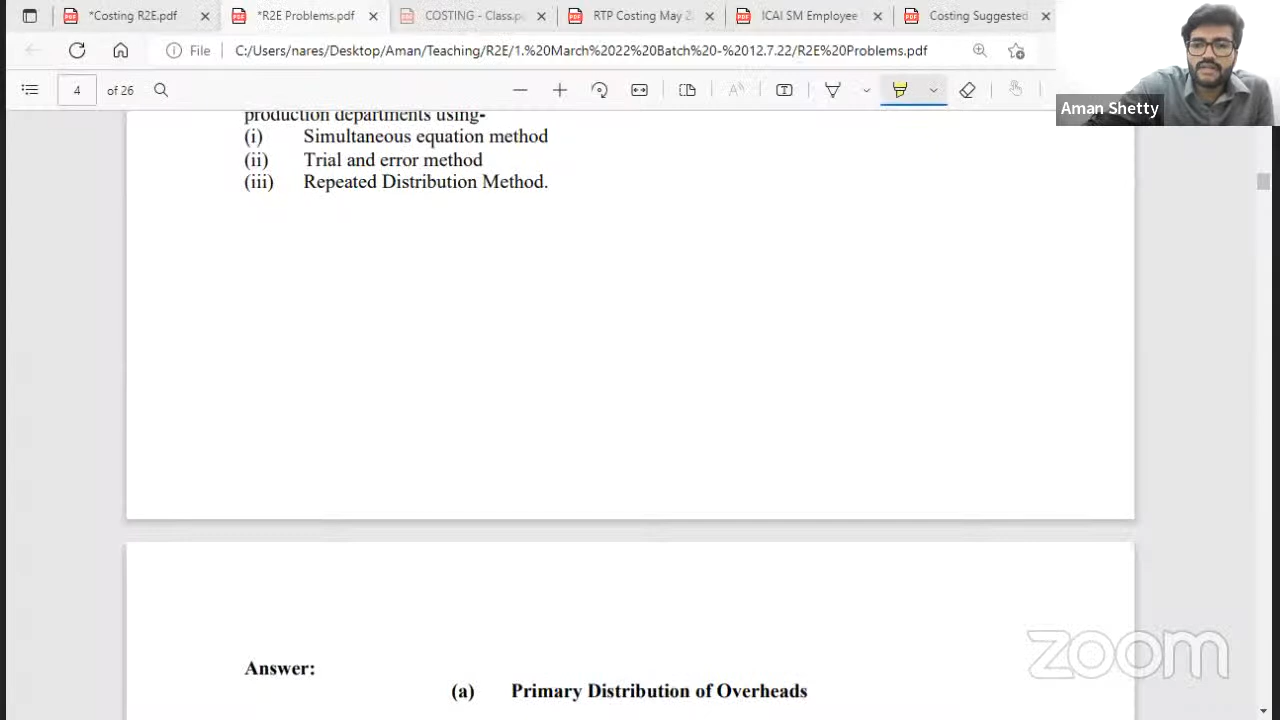 *Costing R2E.pdf
*R2E Problems.pdf
COSTING - Class.p
RTP Costing May 2
ICAI SM Employee
Costing Suggested
File
C:/Users/nares/Desktop/Aman/Teaching/R2E/1.%20March%2022%20Batch%20-%2012.7.22/R2E%20Problems.pdf
4 of 26
Aman Shetty
production departments using-
(i) Simultaneous equation method
(ii) Trial and error method
(iii) Repeated Distribution Method.
Answer:
(a) Primary Distribution of Overheads
zoom